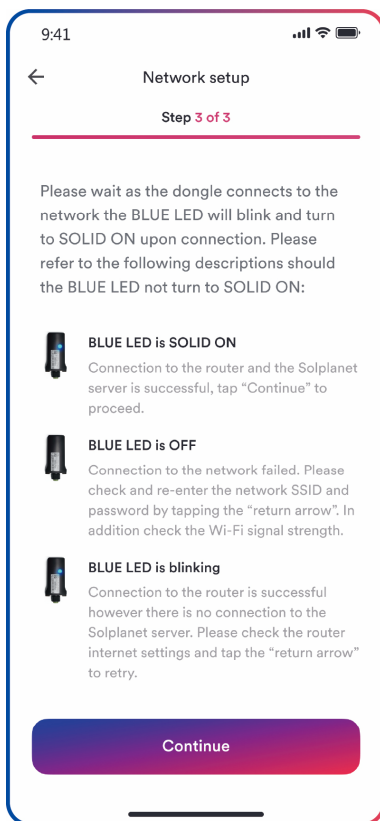 9:41
Network setup
Step 3 of 3
Please wait as the dongle connects to the
network the BLUE LED will blink and turn
to SOLID ON upon connection. Please
refer to the following descriptions should
the BLUE LED not turn to SOLID ON:
BLUE LED is SOLID ON
Connection to the router and the Solplanet
server is successful, tap “Continue” to
proceed.
BLUE LED is OFF
Connection to the network failed. Please
check and re-enter the network SSID and
password by tapping the “return arrow”. In
addition check the Wi-Fi signal strength.
BLUE LED is blinking
Connection to the router is successful
however there is no connection to the
Solplanet server. Please check the router
internet settings and tap the “return arrow”
to retry.
Continue